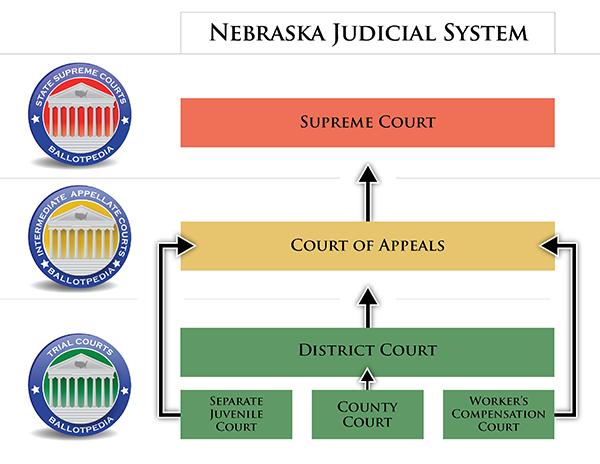 NEBRASKA JUDICIAL SYSTEM
STATE SUPREME COURTS
BALLOTPEDIA
SUPREME COURT
INTERMEDIATE APPELLATE COURTS
BALLOTPEDIA
COURT OF APPEALS
TRIAL COURTS
BALLOTPEDIA
DISTRICT COURT
SEPARATE
JUVENILE
COURT
COUNTY
COURT
WORKER'S
COMPENSATION
COURT